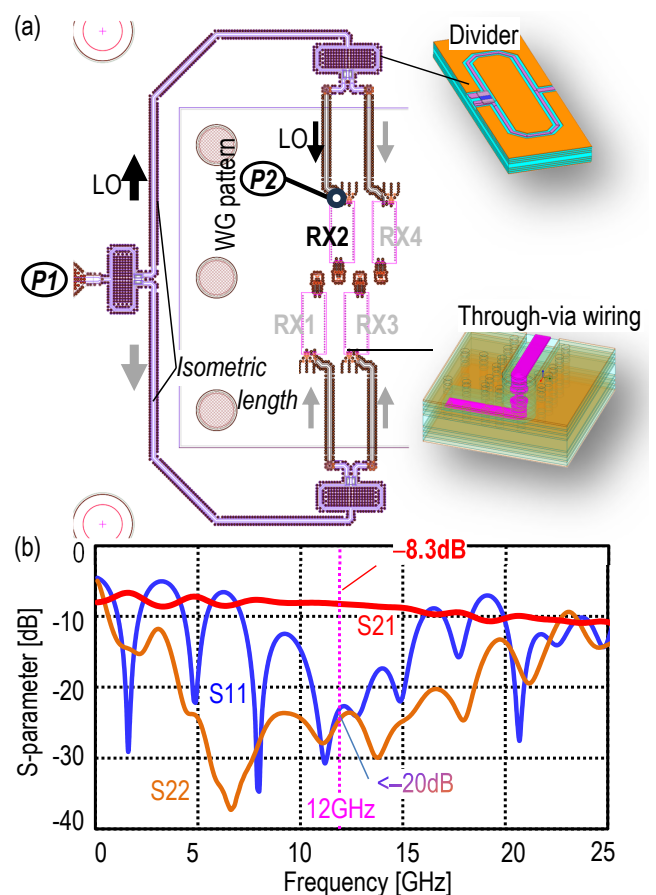 (a)
Divider
LO
WG pattern
P2
RX2
RX4
P1
RX1
RX3
Through-via wiring
Isometric
length
(b)
0
-10
-20
-30
-40
S-parameter [dB]
–8.3dB
S21
S11
S22
<–20dB
12GHz
0
5
10
15
20
25
Frequency [GHz]
LO